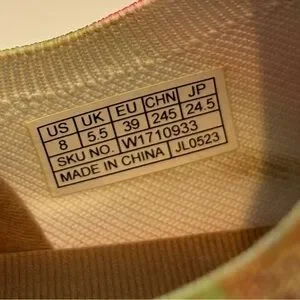 US UK EU CHN JP
8 5.5 39 245 24.5
SKU NO. W1710933
MADE IN CHINA JL0523